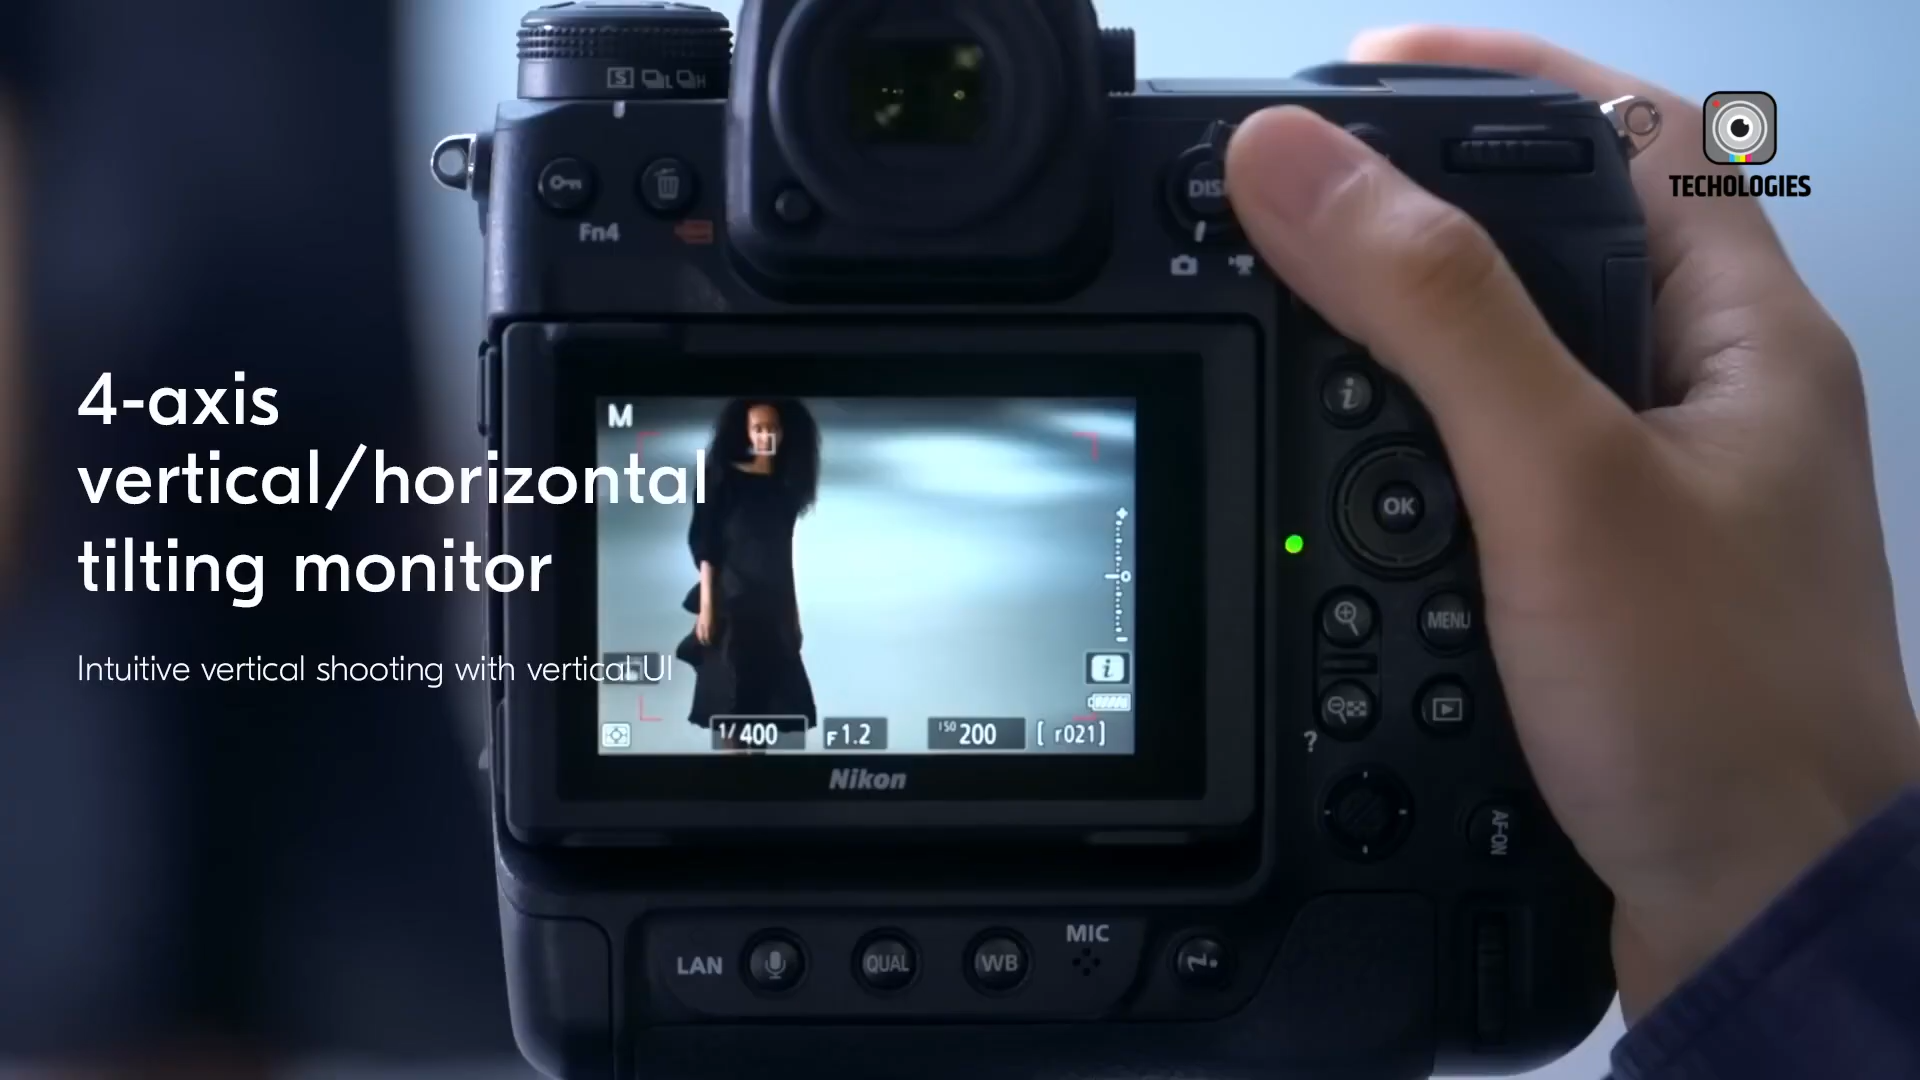 S L H
TECHOLOGIES
DISP
Fn4
4-axis
vertical/horizontal
tilting monitor
Intuitive vertical shooting with vertical UI
M
i
OK
MENU
i
1/400 F1.2 ISO 200 [ r021]
?
Nikon
AF-ON
LAN QUAL WB MIC